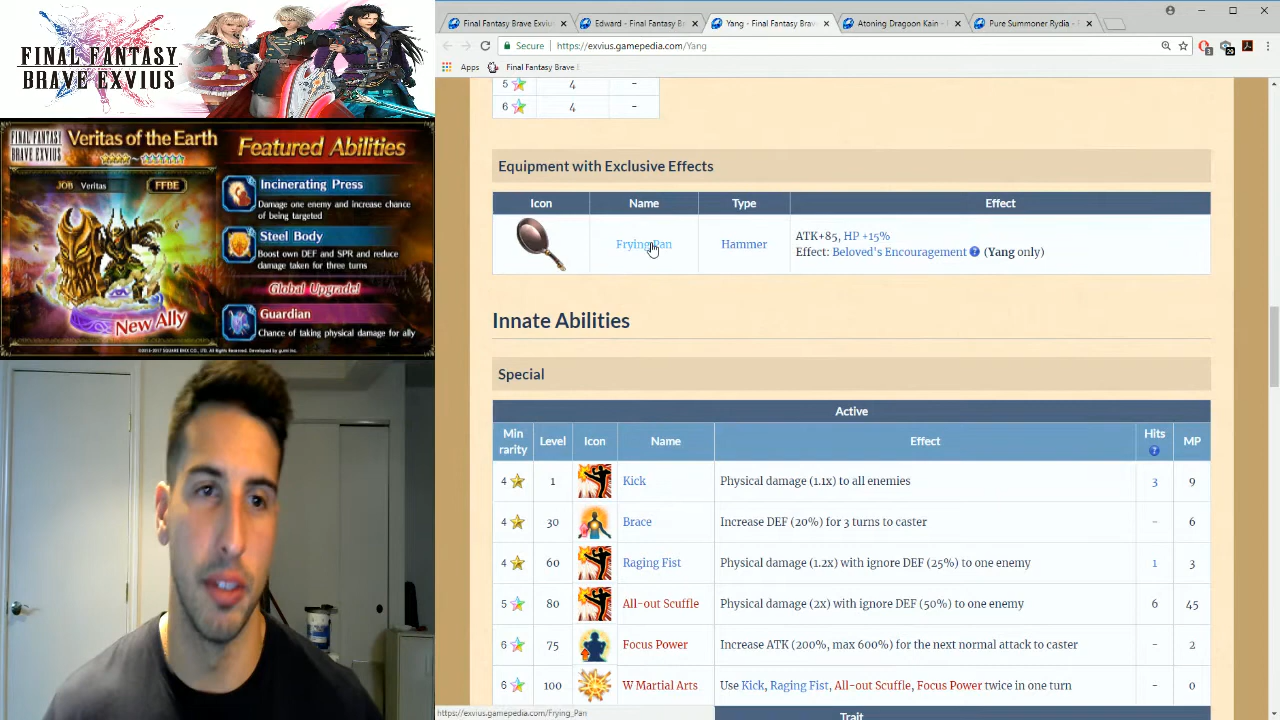 FINAL FANTASY
BRAVE EXVIUS
FINAL FANTASY
BRAVE EXVIUS
Veritas of the Earth
JOB Veritas
FFBE
New Ally
Featured Abilities
Incinerating Press
Damage one enemy and increase chance
of being targeted
Steel Body
Boost own DEF and SPR and reduce
damage taken for three turns
Global Upgrade!
Guardian
Chance of taking physical damage for ally
Final Fantasy Brave Exviu
Edward - Final Fantasy B
Yang - Final Fantasy Brav
Atoning Dragoon Kain -
Pure Summoner Rydia - F
Secure
https://exvius.gamepedia.com/Yang
Apps
Final Fantasy Brave E
5 4 -
6 4 -
Equipment with Exclusive Effects
Icon Name Type Effect
Frying Pan Hammer ATK+85, HP +15%
Effect: Beloved's Encouragement ? (Yang only)
Innate Abilities
Special
Active
Min rarity Level Icon Name Effect Hits ? MP
4 1 Kick Physical damage (1.1x) to all enemies 3 9
4 30 Brace Increase DEF (20%) for 3 turns to caster - 6
4 60 Raging Fist Physical damage (1.2x) with ignore DEF (25%) to one enemy 1 3
5 80 All-out Scuffle Physical damage (2x) with ignore DEF (50%) to one enemy 6 45
6 75 Focus Power Increase ATK (200%, max 600%) for the next normal attack to caster - 2
6 100 W Martial Arts Use Kick, Raging Fist, All-out Scuffle, Focus Power twice in one turn - 0
Trait
https://exvius.gamepedia.com/Frying_Pan